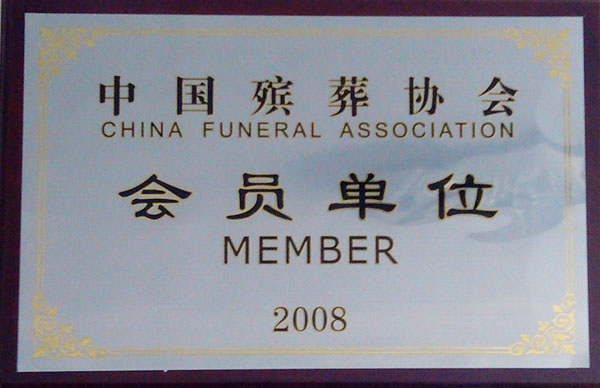 中国殡葬协会
CHINA FUNERAL ASSOCIATION
会员单位
MEMBER
2008